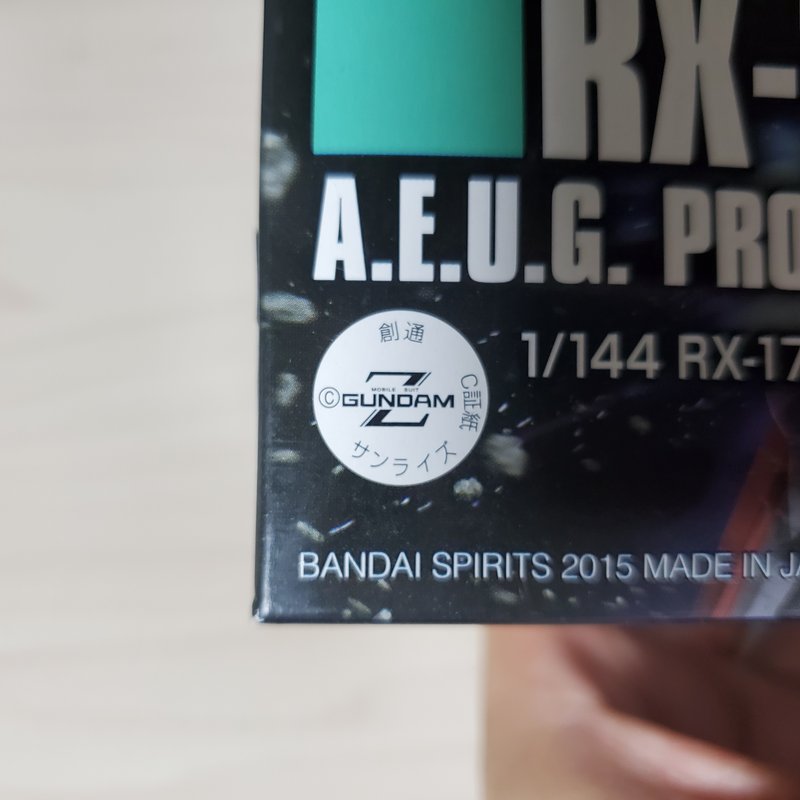 RX-
A.E.U.G. PRO
創通
MOBILE SUIT
Z
©GUNDAM
C証紙
サンライズ
1/144 RX-17
BANDAI SPIRITS 2015 MADE IN JA